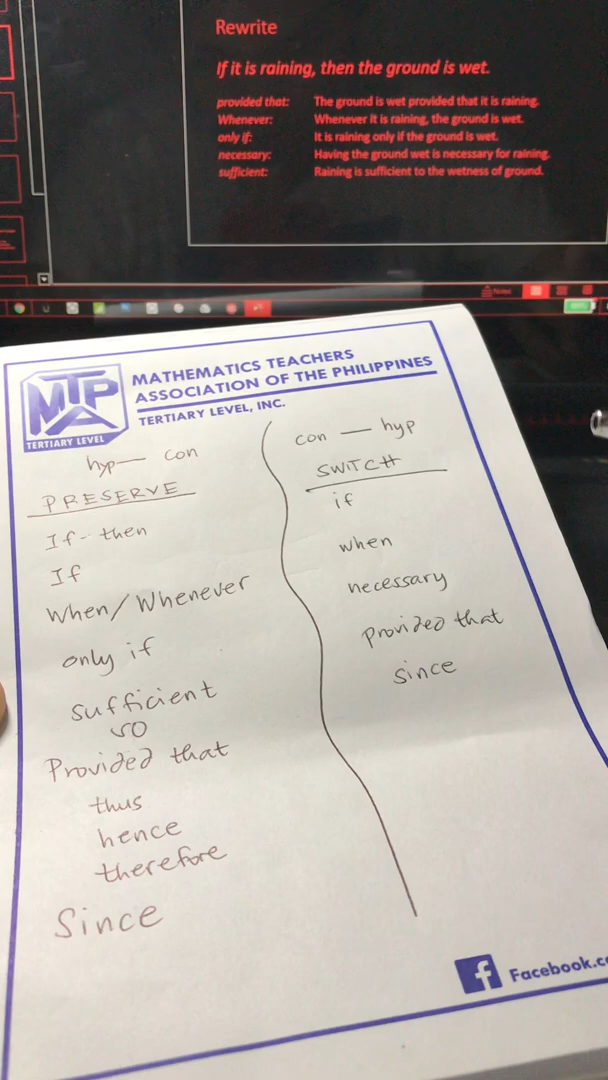 Rewrite
If it is raining, then the ground is wet.
provided that: The ground is wet provided that it is raining.
Whenever: Whenever it is raining, the ground is wet.
only if: It is raining only if the ground is wet.
necessary: Having the ground wet is necessary for raining.
sufficient: Raining is sufficient to the wetness of ground.
Notes
MTAP
TERTIARY LEVEL
MATHEMATICS TEACHERS
ASSOCIATION OF THE PHILIPPINES
TERTIARY LEVEL, INC.
hyp — con
PRESERVE
If - then
If
When/Whenever
only if
sufficient
so
Provided that
thus
hence
therefore
Since
con — hyp
SWITCH
if
when
necessary
Provided that
since
f Facebook.c